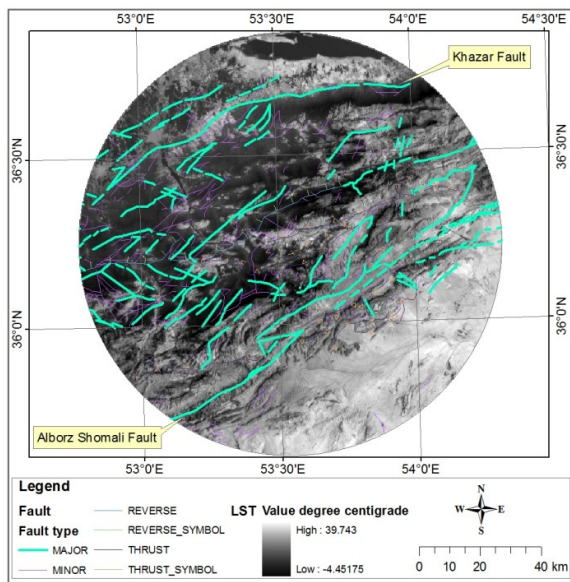 53°0'E 53°30'E 54°0'E 54°30'E
Khazar Fault
36°30'N 36°30'N
36°0'N 36°0'N
Alborz Shomali Fault
53°0'E 53°30'E 54°0'E
Legend
Fault
Fault type
MAJOR
MINOR
REVERSE
REVERSE_SYMBOL
THRUST
THRUST_SYMBOL
LST Value degree centigrade
High : 39.743
Low : -4.45175
N
W E
S
0 10 20 40
km